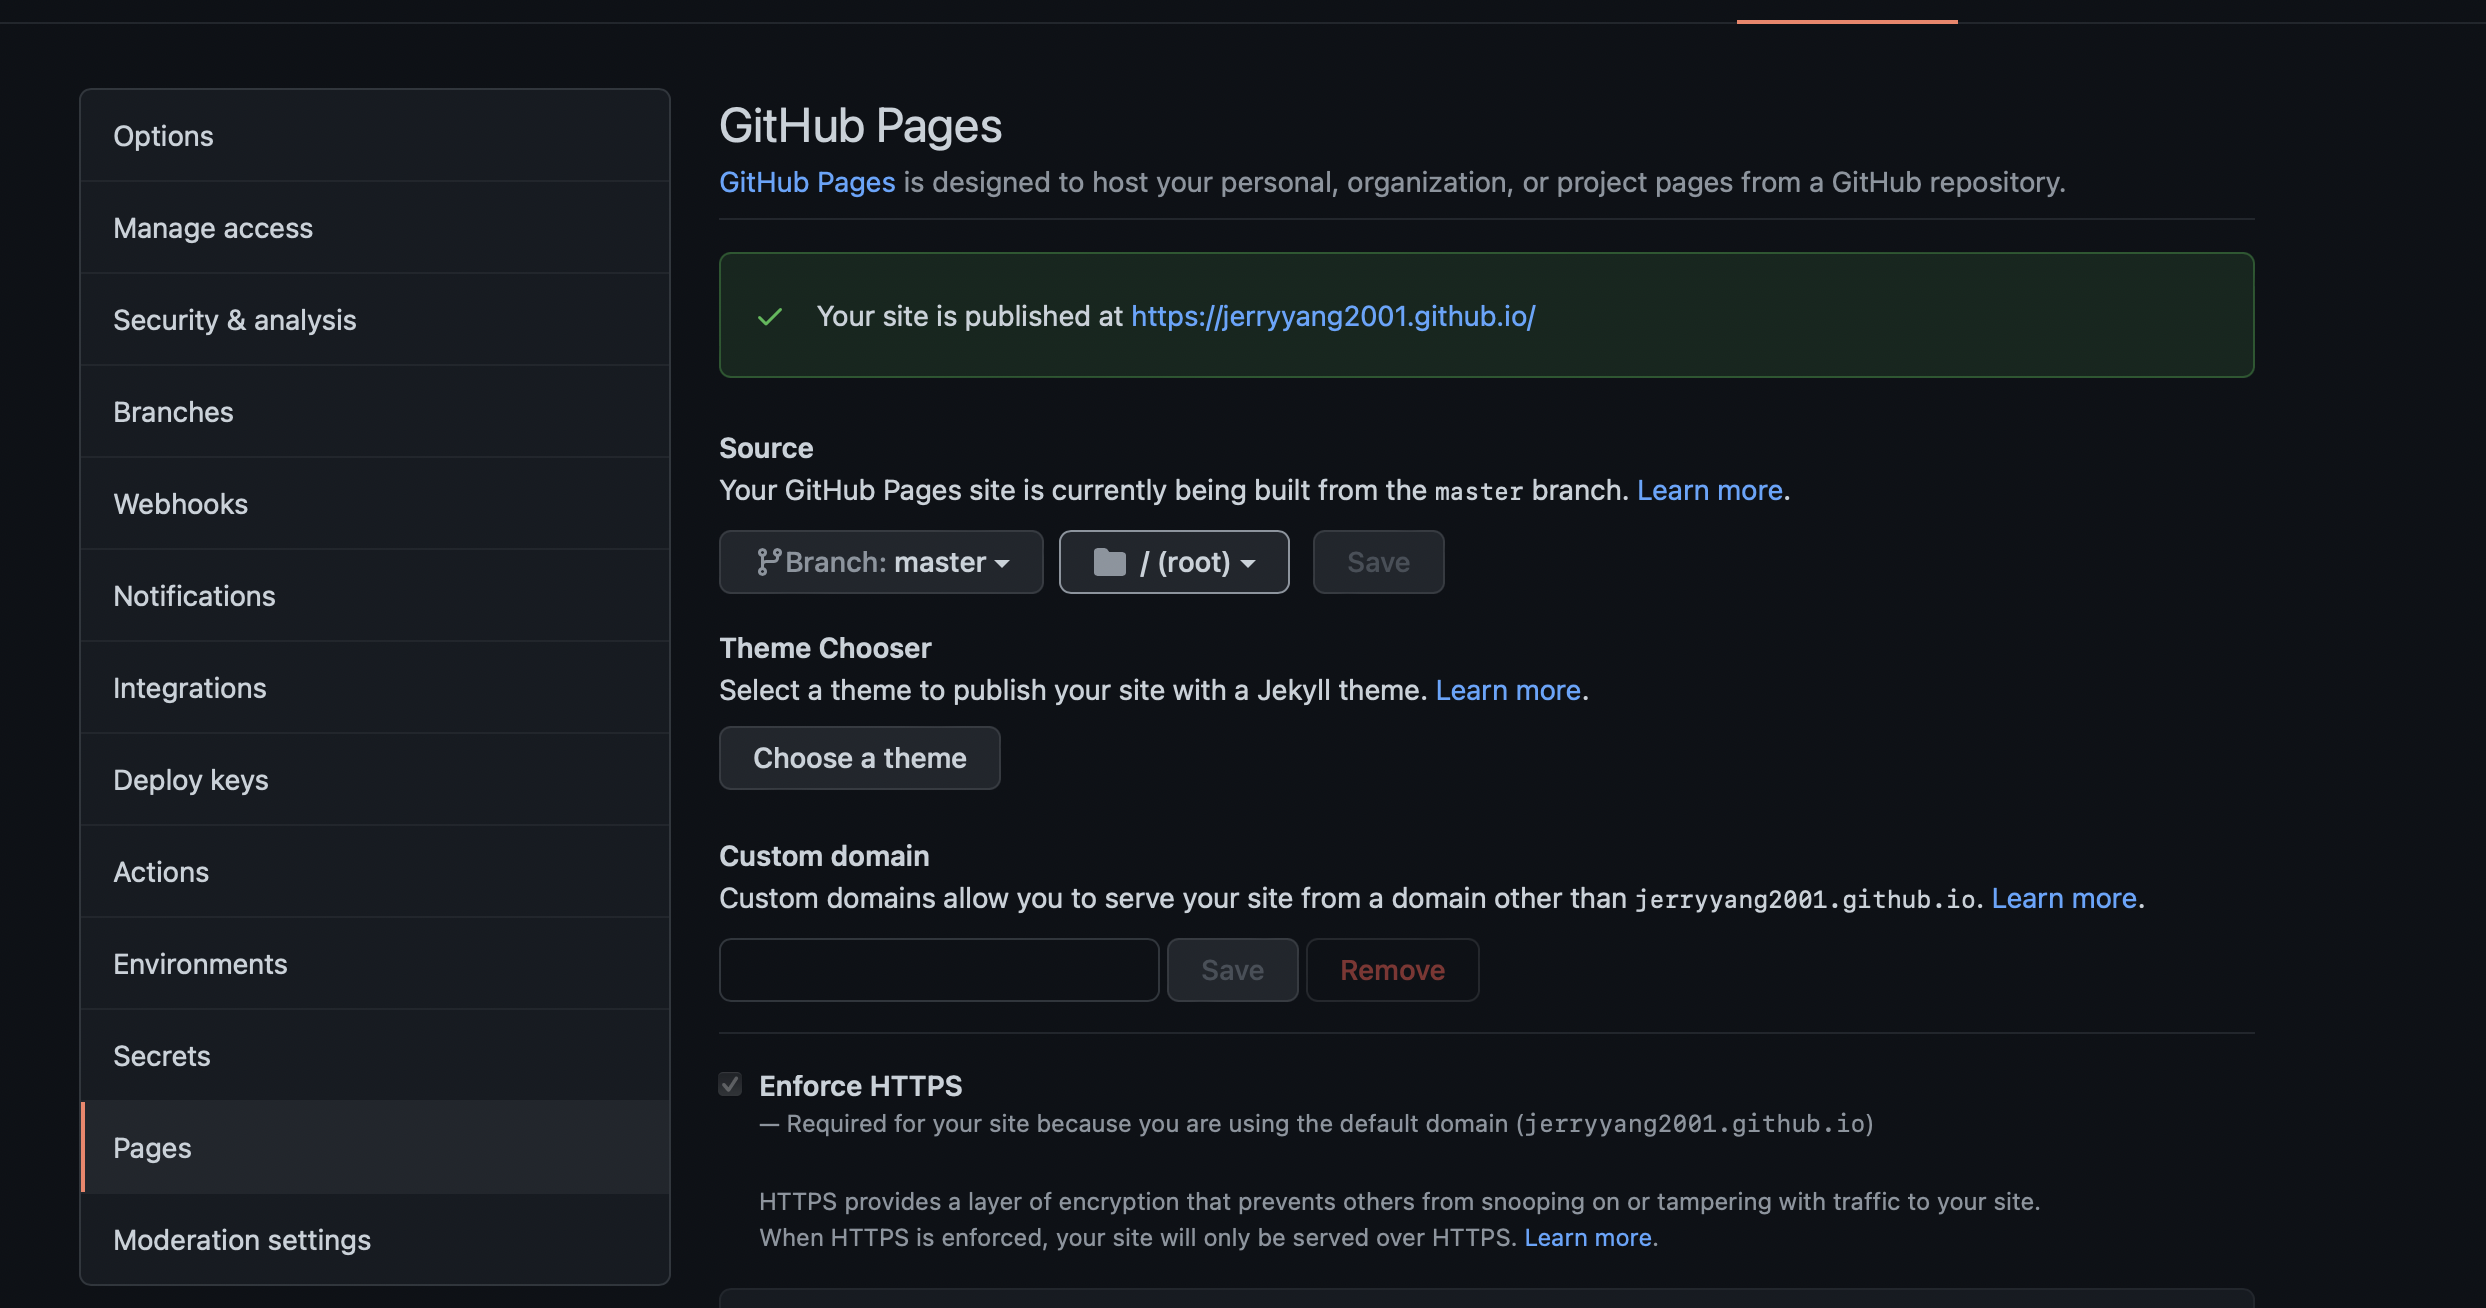 Options
Manage access
Security & analysis
Branches
Webhooks
Notifications
Integrations
Deploy keys
Actions
Environments
Secrets
Pages
Moderation settings
GitHub Pages
GitHub Pages is designed to host your personal, organization, or project pages from a GitHub repository.
Your site is published at https://jerryyang2001.github.io/
Source
Your GitHub Pages site is currently being built from the master branch. Learn more.
Branch: master / (root) Save
Theme Chooser
Select a theme to publish your site with a Jekyll theme. Learn more.
Choose a theme
Custom domain
Custom domains allow you to serve your site from a domain other than jerryyang2001.github.io. Learn more.
Save Remove
Enforce HTTPS
— Required for your site because you are using the default domain (jerryyang2001.github.io)
HTTPS provides a layer of encryption that prevents others from snooping on or tampering with traffic to your site.
When HTTPS is enforced, your site will only be served over HTTPS. Learn more.